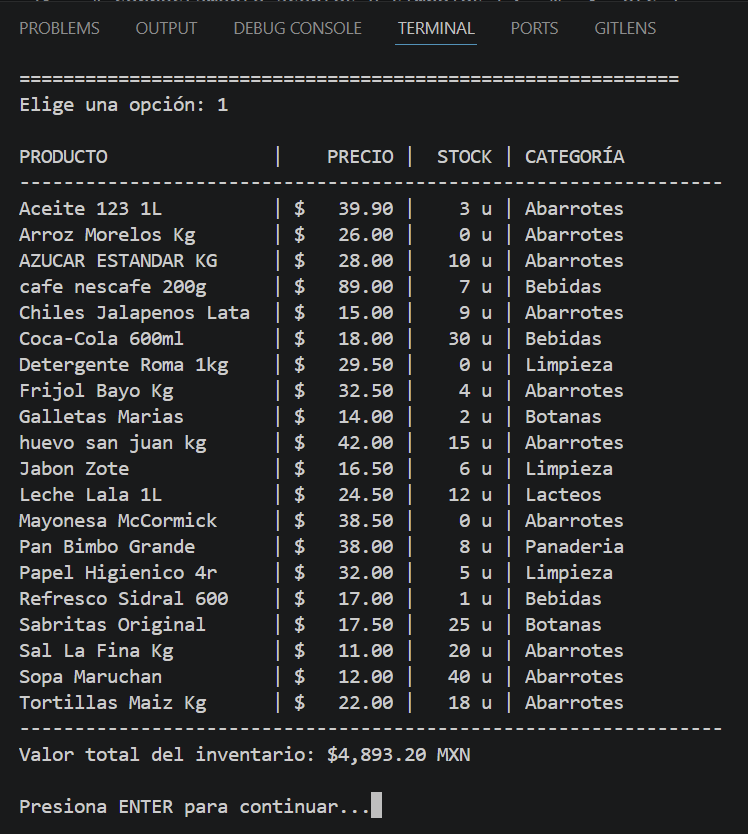 PROBLEMS OUTPUT DEBUG CONSOLE TERMINAL PORTS GITLENS
============================================================
Elige una opción: 1
PRODUCTO | PRECIO | STOCK | CATEGORÍA
----------------------------------------------------------------
Aceite 123 1L | $ 39.90 | 3 u | Abarrotes
Arroz Morelos Kg | $ 26.00 | 0 u | Abarrotes
AZUCAR ESTANDAR KG | $ 28.00 | 10 u | Abarrotes
cafe nescafe 200g | $ 89.00 | 7 u | Bebidas
Chiles Jalapenos Lata | $ 15.00 | 9 u | Abarrotes
Coca-Cola 600ml | $ 18.00 | 30 u | Bebidas
Detergente Roma 1kg | $ 29.50 | 0 u | Limpieza
Frijol Bayo Kg | $ 32.50 | 4 u | Abarrotes
Galletas Marias | $ 14.00 | 2 u | Botanas
huevo san juan kg | $ 42.00 | 15 u | Abarrotes
Jabon Zote | $ 16.50 | 6 u | Limpieza
Leche Lala 1L | $ 24.50 | 12 u | Lacteos
Mayonesa McCormick | $ 38.50 | 0 u | Abarrotes
Pan Bimbo Grande | $ 38.00 | 8 u | Panaderia
Papel Higienico 4r | $ 32.00 | 5 u | Limpieza
Refresco Sidral 600 | $ 17.00 | 1 u | Bebidas
Sabritas Original | $ 17.50 | 25 u | Botanas
Sal La Fina Kg | $ 11.00 | 20 u | Abarrotes
Sopa Maruchan | $ 12.00 | 40 u | Abarrotes
Tortillas Maiz Kg | $ 22.00 | 18 u | Abarrotes
----------------------------------------------------------------
Valor total del inventario: $4,893.20 MXN
Presiona ENTER para continuar...